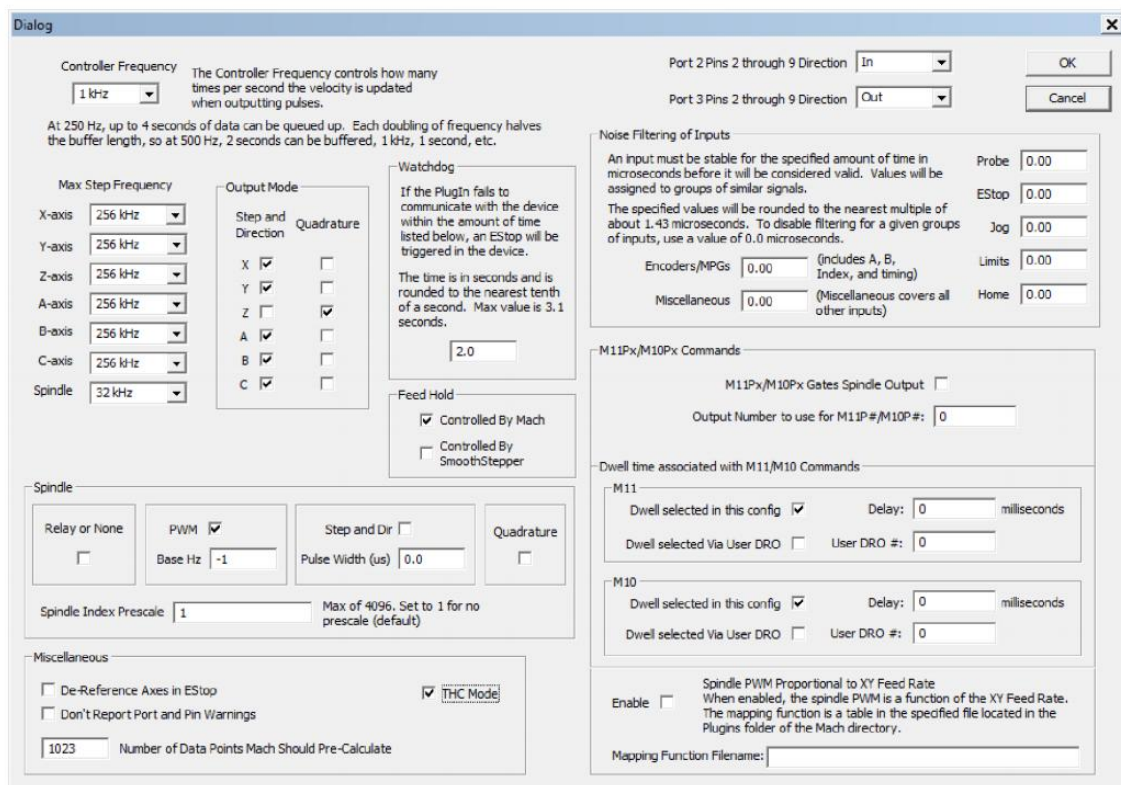 Dialog
Controller Frequency
1 kHz
The Controller Frequency controls how many
times per second the velocity is updated
when outputting pulses.
At 250 Hz, up to 4 seconds of data can be queued up. Each doubling of frequency halves
the buffer length, so at 500 Hz, 2 seconds can be buffered, 1 kHz, 1 second, etc.
Port 2 Pins 2 through 9 Direction In
Port 3 Pins 2 through 9 Direction Out
OK
Cancel
Max Step Frequency
X-axis 256 kHz
Y-axis 256 kHz
Z-axis 256 kHz
A-axis 256 kHz
B-axis 256 kHz
C-axis 256 kHz
Spindle 32 kHz
Output Mode
Step and
Direction
Quadrature
X
Y
Z
A
B
C
Watchdog
If the PlugIn fails to
communicate with the device
within the amount of time
listed below, an EStop will be
triggered in the device.
The time is in seconds and is
rounded to the nearest tenth
of a second. Max value is 3.1
seconds.
2.0
Feed Hold
Controlled By Mach
Controlled By
SmoothStepper
Noise Filtering of Inputs
An input must be stable for the specified amount of time in
microseconds before it will be considered valid. Values will be
assigned to groups of similar signals.
The specified values will be rounded to the nearest multiple of
about 1.43 microseconds. To disable filtering for a given groups
of inputs, use a value of 0.0 microseconds.
Encoders/MPGs 0.00 (includes A, B,
Index, and timing)
Miscellaneous 0.00 (Miscellaneous covers all
other inputs)
Probe 0.00
EStop 0.00
Jog 0.00
Limits 0.00
Home 0.00
M11Px/M10Px Commands
M11Px/M10Px Gates Spindle Output
Output Number to use for M11P#/M10P#: 0
Dwell time associated with M11/M10 Commands
M11
Dwell selected in this config Delay: 0 miliseconds
Dwell selected Via User DRO User DRO #: 0
M10
Dwell selected in this config Delay: 0 miliseconds
Dwell selected Via User DRO User DRO #: 0
Spindle
Relay or None
PWM
Base Hz -1
Step and Dir
Pulse Width (us) 0.0
Quadrature
Spindle Index Prescale 1 Max of 4096. Set to 1 for no
prescale (default)
Miscellaneous
De-Reference Axes in EStop
THC Mode
Don't Report Port and Pin Warnings
1023 Number of Data Points Mach Should Pre-Calculate
Enable
Spindle PWM Proportional to XY Feed Rate
When enabled, the spindle PWM is a function of the XY Feed Rate.
The mapping function is a table in the specified file located in the
Plugins folder of the Mach directory.
Mapping Function Filename: